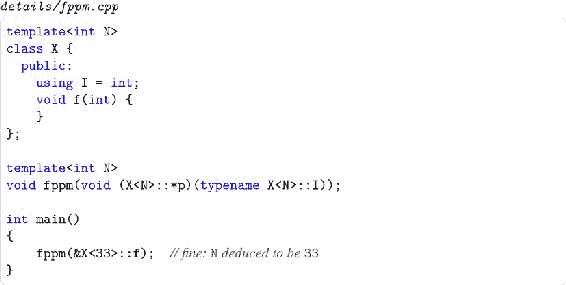 details/fppm.cpp
template<int N>
class X {
  public:
    using I = int;
    void f(int) {
    }
};

template<int N>
void fppm(void (X<N>::*p)(typename X<N>::I));

int main()
{
    fppm(&X<33>::f);  // fine: N deduced to be 33
}